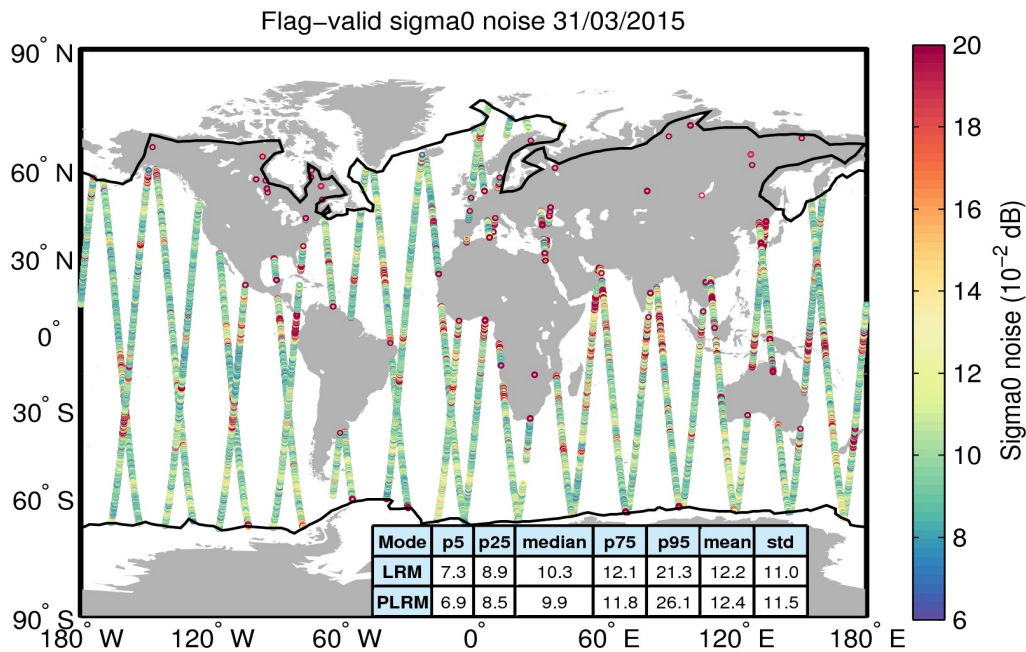 Flag−valid sigma0 noise 31/03/2015
90° N
60° N
30° N
0°
30° S
60° S
90° S
180° W
120° W
60° W
0°
60° E
120° E
180° E
20
18
16
14
12
10
8
6
Sigma0 noise (10⁻² dB)
Mode p5 p25 median p75 p95 mean std
LRM 7.3 8.9 10.3 12.1 21.3 12.2 11.0
PLRM 6.9 8.5 9.9 11.8 26.1 12.4 11.5